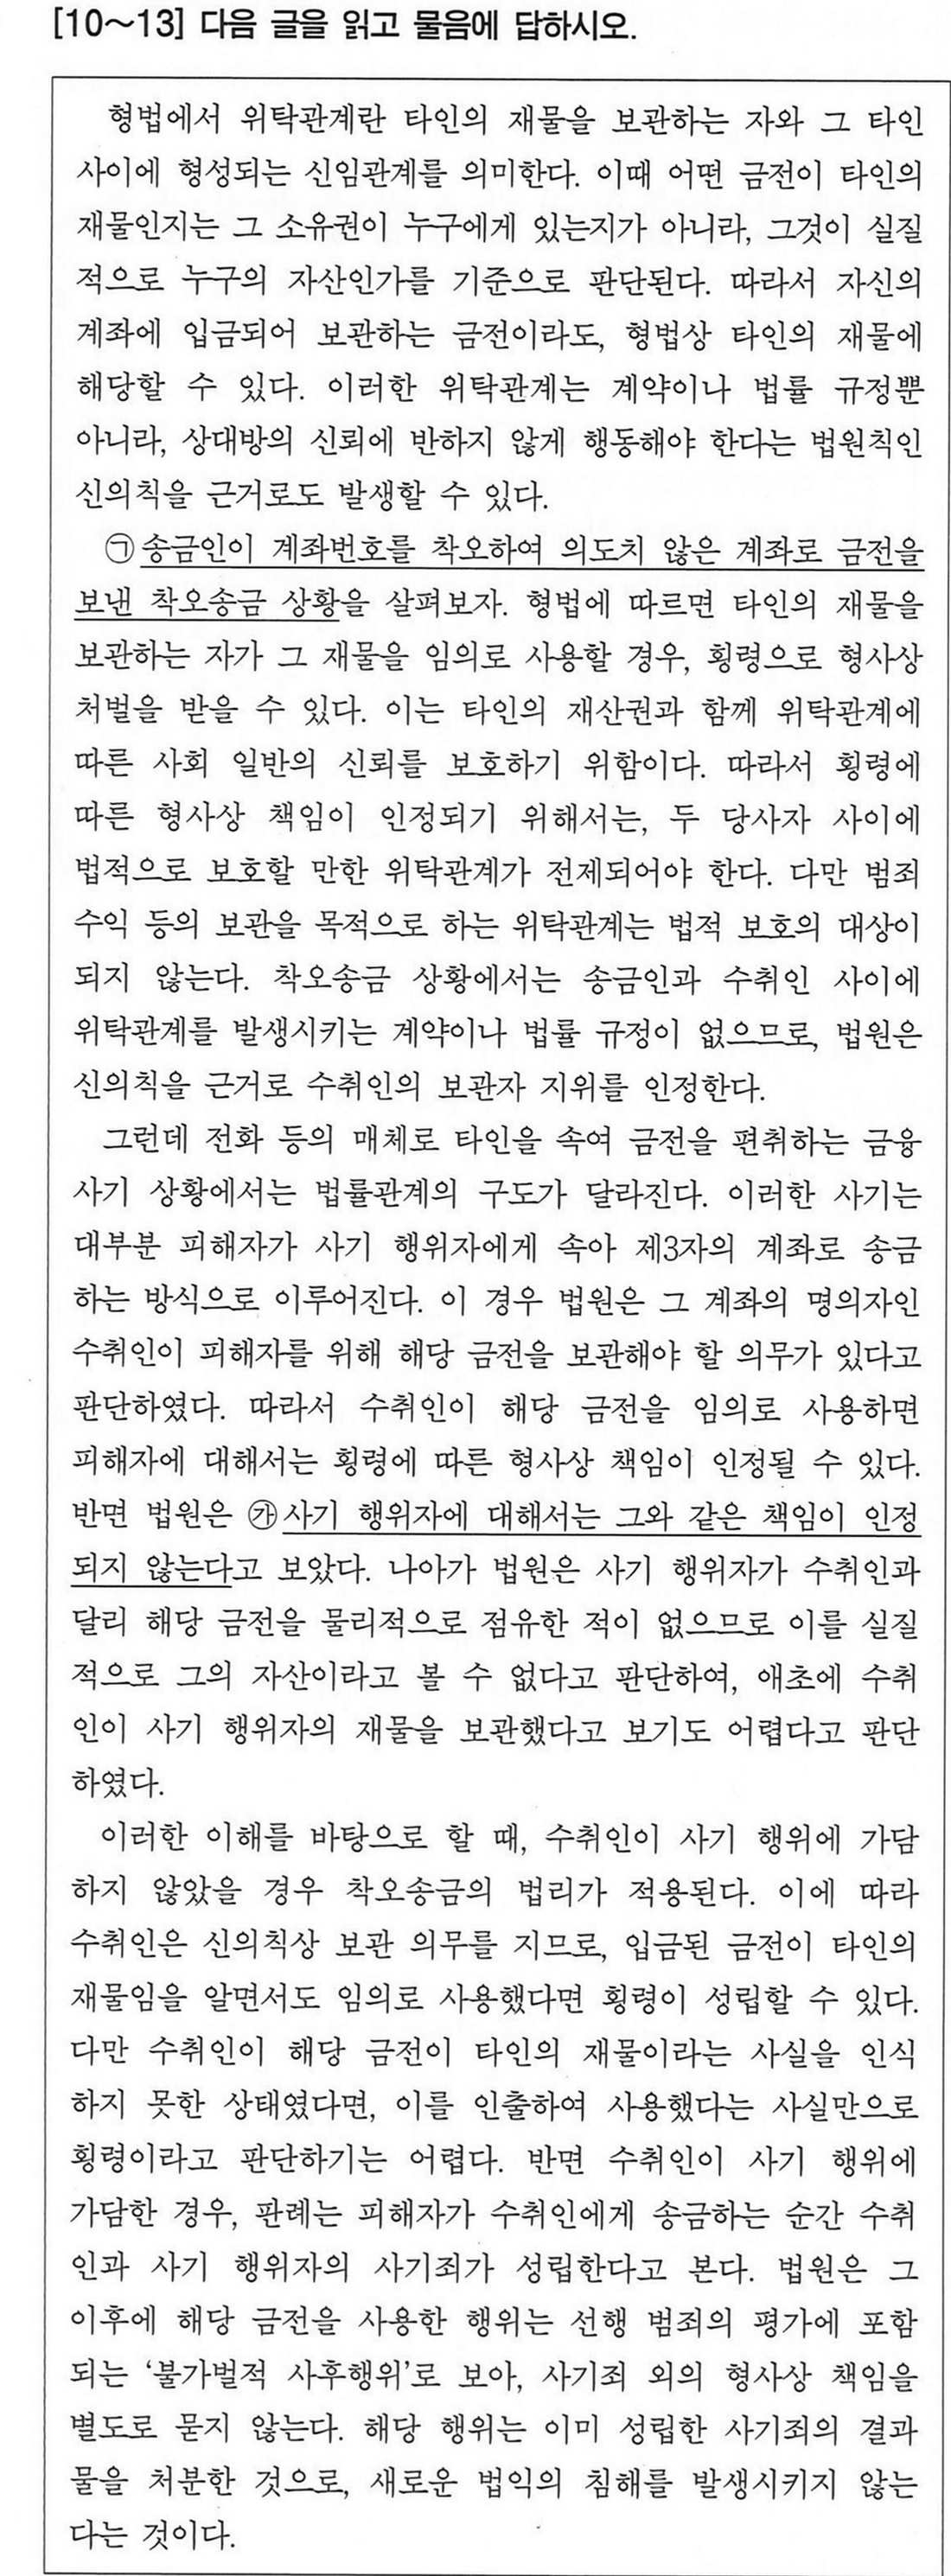 [10～13] 다음 글을 읽고 물음에 답하시오.
형법에서 위탁관계란 타인의 재물을 보관하는 자와 그 타인
사이에 형성되는 신임관계를 의미한다. 이때 어떤 금전이 타인의
재물인지는 그 소유권이 누구에게 있는지가 아니라, 그것이 실질
적으로 누구의 자산인가를 기준으로 판단된다. 따라서 자신의
계좌에 입금되어 보관하는 금전이라도, 형법상 타인의 재물에
해당할 수 있다. 이러한 위탁관계는 계약이나 법률 규정뿐
아니라, 상대방의 신뢰에 반하지 않게 행동해야 한다는 법원칙인
신의칙을 근거로도 발생할 수 있다.
㉠송금인이 계좌번호를 착오하여 의도치 않은 계좌로 금전을
보낸 착오송금 상황을 살펴보자. 형법에 따르면 타인의 재물을
보관하는 자가 그 재물을 임의로 사용할 경우, 횡령으로 형사상
처벌을 받을 수 있다. 이는 타인의 재산권과 함께 위탁관계에
따른 사회 일반의 신뢰를 보호하기 위함이다. 따라서 횡령에
따른 형사상 책임이 인정되기 위해서는, 두 당사자 사이에
법적으로 보호할 만한 위탁관계가 전제되어야 한다. 다만 범죄
수익 등의 보관을 목적으로 하는 위탁관계는 법적 보호의 대상이
되지 않는다. 착오송금 상황에서는 송금인과 수취인 사이에
위탁관계를 발생시키는 계약이나 법률 규정이 없으므로, 법원은
신의칙을 근거로 수취인의 보관자 지위를 인정한다.
그런데 전화 등의 매체로 타인을 속여 금전을 편취하는 금융
사기 상황에서는 법률관계의 구도가 달라진다. 이러한 사기는
대부분 피해자가 사기 행위자에게 속아 제3자의 계좌로 송금
하는 방식으로 이루어진다. 이 경우 법원은 그 계좌의 명의자인
수취인이 피해자를 위해 해당 금전을 보관해야 할 의무가 있다고
판단하였다. 따라서 수취인이 해당 금전을 임의로 사용하면
피해자에 대해서는 횡령에 따른 형사상 책임이 인정될 수 있다.
반면 법원은 ㉮사기 행위자에 대해서는 그와 같은 책임이 인정
되지 않는다고 보았다. 나아가 법원은 사기 행위자가 수취인과
달리 해당 금전을 물리적으로 점유한 적이 없으므로 이를 실질
적으로 그의 자산이라고 볼 수 없다고 판단하여, 애초에 수취
인이 사기 행위자의 재물을 보관했다고 보기도 어렵다고 판단
하였다.
이러한 이해를 바탕으로 할 때, 수취인이 사기 행위에 가담
하지 않았을 경우 착오송금의 법리가 적용된다. 이에 따라
수취인은 신의칙상 보관 의무를 지므로, 입금된 금전이 타인의
재물임을 알면서도 임의로 사용했다면 횡령이 성립할 수 있다.
다만 수취인이 해당 금전이 타인의 재물이라는 사실을 인식
하지 못한 상태였다면, 이를 인출하여 사용했다는 사실만으로
횡령이라고 판단하기는 어렵다. 반면 수취인이 사기 행위에
가담한 경우, 판례는 피해자가 수취인에게 송금하는 순간 수취
인과 사기 행위자의 사기죄가 성립한다고 본다. 법원은 그
이후에 해당 금전을 사용한 행위는 선행 범죄의 평가에 포함
되는 ‘불가벌적 사후행위’로 보아, 사기죄 외의 형사상 책임을
별도로 묻지 않는다. 해당 행위는 이미 성립한 사기죄의 결과
물을 처분한 것으로, 새로운 법익의 침해를 발생시키지 않는
다는 것이다.